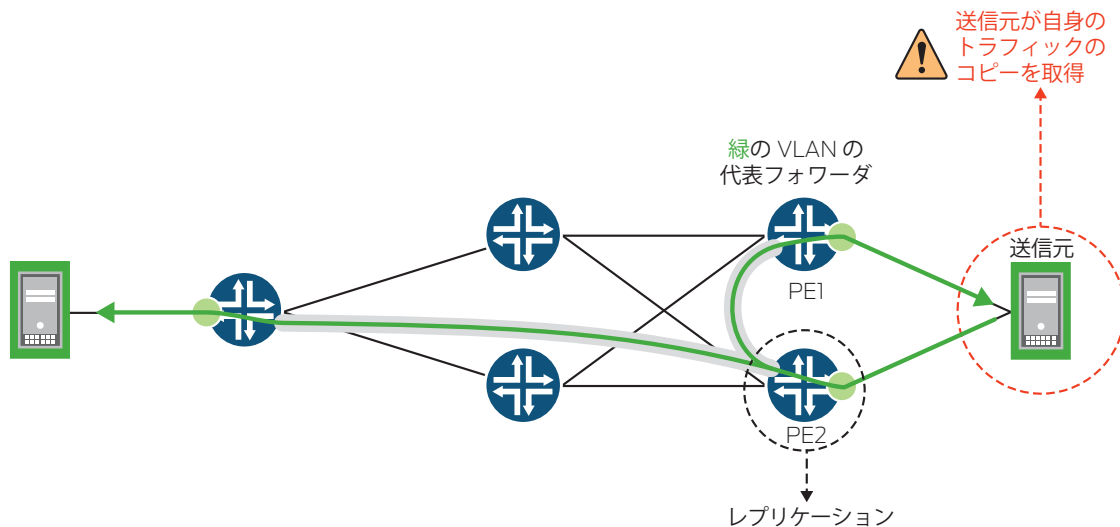 送信元が自身の
トラフィックの
コピーを取得
緑の VLAN の
代表フォワーダ
送信元
PE1
PE2
レプリケーション